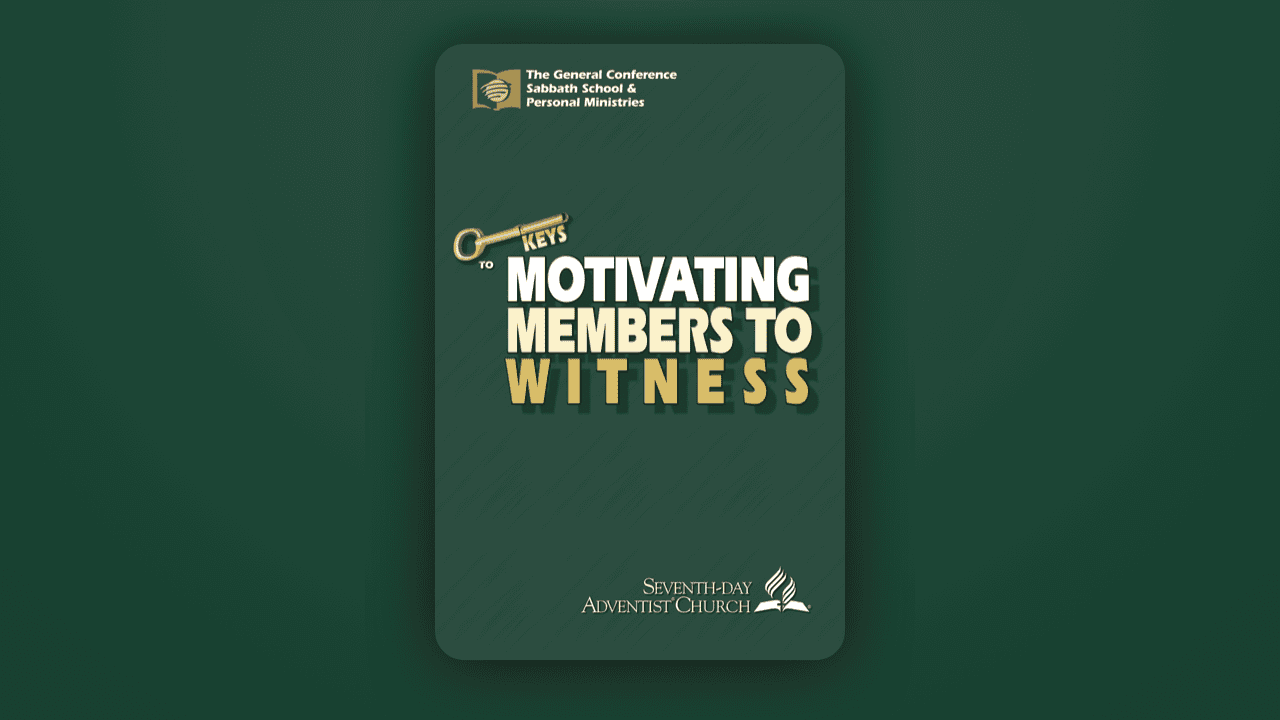 The General Conference
Sabbath School &
Personal Ministries
KEYS
TO
MOTIVATING
MEMBERS TO
WITNESS
SEVENTH-DAY
ADVENTIST® CHURCH